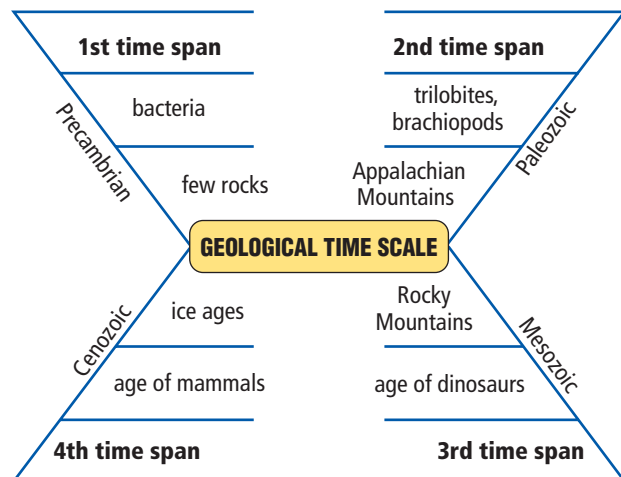 1st time span
bacteria
few rocks
Precambrian
2nd time span
trilobites,
brachiopods
Appalachian
Mountains
Paleozoic
GEOLOGICAL TIME SCALE
Cenozoic
ice ages
age of mammals
4th time span
Rocky
Mountains
age of dinosaurs
3rd time span
Mesozoic